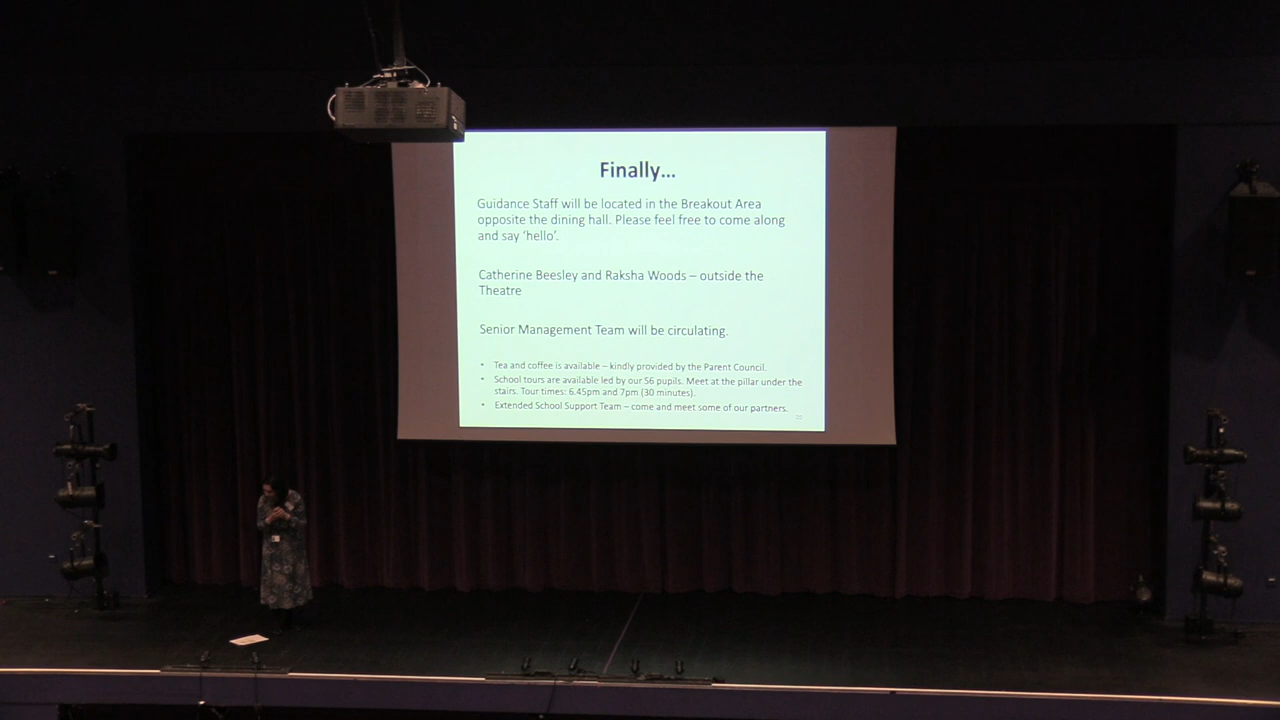 Finally...
Guidance Staff will be located in the Breakout Area
opposite the dining hall. Please feel free to come along
and say ‘hello’.
Catherine Beesley and Raksha Woods – outside the
Theatre
Senior Management Team will be circulating.
• Tea and coffee is available – kindly provided by the Parent Council.
• School tours are available led by our S6 pupils. Meet at the pillar under the
stairs. Tour times: 6.45pm and 7pm (30 minutes).
• Extended School Support Team – come and meet some of our partners.